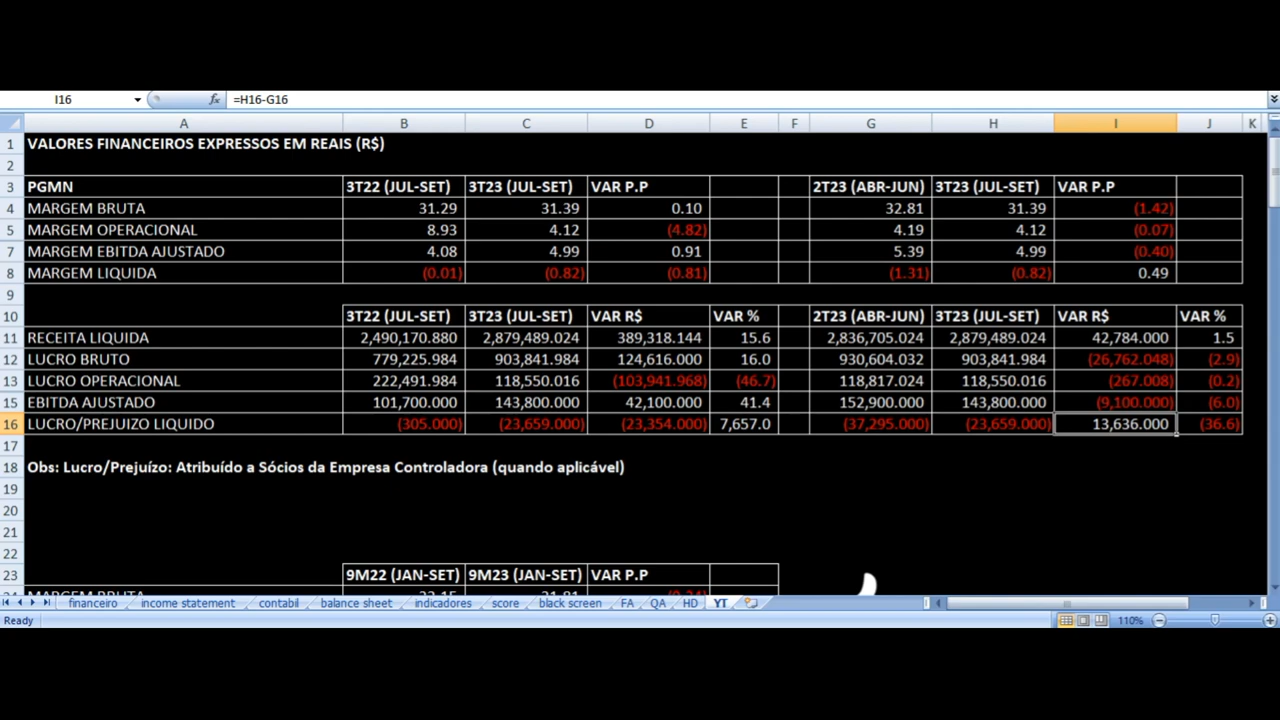 I16 fx =H16-G16
A B C D E F G H I J K
1 VALORES FINANCEIROS EXPRESSOS EM REAIS (R$)
2
3 PGMN 3T22 (JUL-SET) 3T23 (JUL-SET) VAR P.P 2T23 (ABR-JUN) 3T23 (JUL-SET) VAR P.P
4 MARGEM BRUTA 31.29 31.39 0.10 32.81 31.39 (1.42)
5 MARGEM OPERACIONAL 8.93 4.12 (4.82) 4.19 4.12 (0.07)
7 MARGEM EBITDA AJUSTADO 4.08 4.99 0.91 5.39 4.99 (0.40)
8 MARGEM LIQUIDA (0.01) (0.82) (0.81) (1.31) (0.82) 0.49
9
10 3T22 (JUL-SET) 3T23 (JUL-SET) VAR R$ VAR % 2T23 (ABR-JUN) 3T23 (JUL-SET) VAR R$ VAR %
11 RECEITA LIQUIDA 2,490,170.880 2,879,489.024 389,318.144 15.6 2,836,705.024 2,879,489.024 42,784.000 1.5
12 LUCRO BRUTO 779,225.984 903,841.984 124,616.000 16.0 930,604.032 903,841.984 (26,762.048) (2.9)
13 LUCRO OPERACIONAL 222,491.984 118,550.016 (103,941.968) (46.7) 118,817.024 118,550.016 (267.008) (0.2)
15 EBITDA AJUSTADO 101,700.000 143,800.000 42,100.000 41.4 152,900.000 143,800.000 (9,100.000) (6.0)
16 LUCRO/PREJUIZO LIQUIDO (305.000) (23,659.000) (23,354.000) 7,657.0 (37,295.000) (23,659.000) 13,636.000 (36.6)
17
18 Obs: Lucro/Prejuízo: Atribuído a Sócios da Empresa Controladora (quando aplicável)
19
20
21
22
23 9M22 (JAN-SET) 9M23 (JAN-SET) VAR P.P
financeiro income statement contabil balance sheet indicadores score black screen FA QA HD YT
Ready 110%